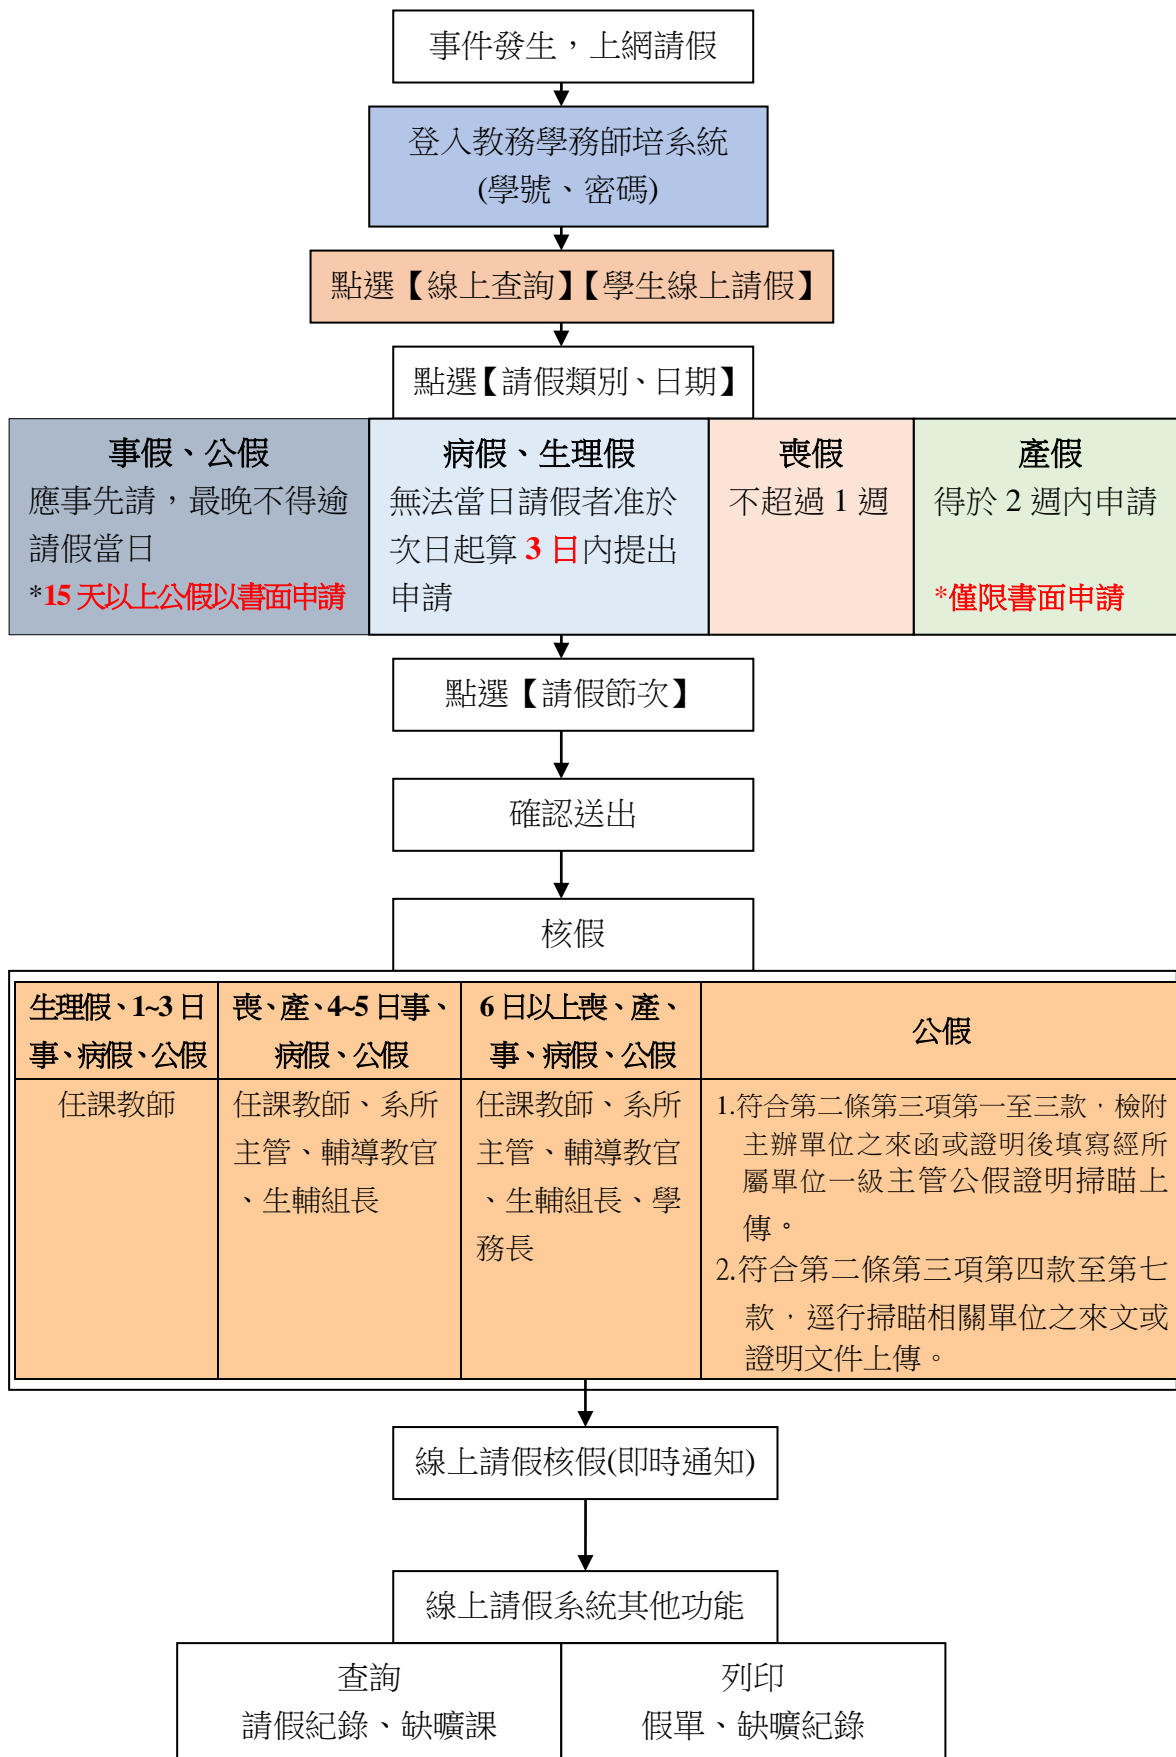 事件發生，上網請假
登入教務學務師培系統
(學號、密碼)
點選【線上查詢】【學生線上請假】
點選【請假類別、日期】
事假、公假
應事先請，最晚不得逾
請假當日
*15 天以上公假以書面申請
病假、生理假
無法當日請假者准於
次日起算 3 日內提出
申請
喪假
不超過 1 週
產假
得於 2 週內申請
*僅限書面申請
點選【請假節次】
確認送出
核假
生理假、1~3 日
事、病假、公假
喪、產、4~5 日事、
病假、公假
6 日以上喪、產、
事、病假、公假
公假
任課教師
任課教師、系所
主管、輔導教官
、生輔組長
任課教師、系所
主管、輔導教官
、生輔組長、學
務長
1.符合第二條第三項第一至三款，檢附
主辦單位之來函或證明後填寫經所
屬單位一級主管公假證明掃瞄上
傳。
2.符合第二條第三項第四款至第七
款，逕行掃瞄相關單位之來文或
證明文件上傳。
線上請假核假(即時通知)
線上請假系統其他功能
查詢
請假紀錄、缺曠課
列印
假單、缺曠紀錄